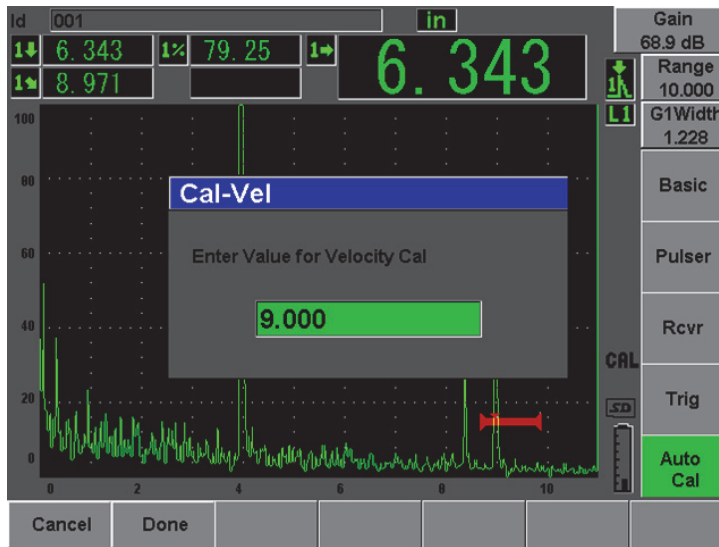 Id 001 in Gain
68.9 dB
1 6.343 1% 79.25 1 6.343
1 8.971
Range
10.000
1
L1 G1Width
1.228
100
80
60
40
20
0
0 2 4 6 8 10
Cal-Vel
Enter Value for Velocity Cal
9.000
CAL
SD
Basic
Pulser
Rcvr
Trig
Auto
Cal
Cancel Done